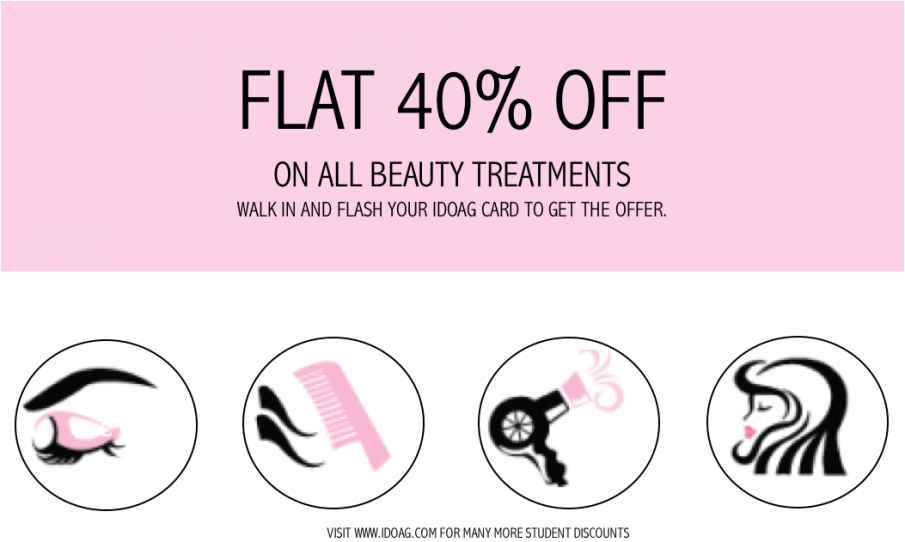 FLAT 40% OFF
ON ALL BEAUTY TREATMENTS
WALK IN AND FLASH YOUR IDOAG CARD TO GET THE OFFER.
VISIT WWW.IDOAG.COM FOR MANY MORE STUDENT DISCOUNTS